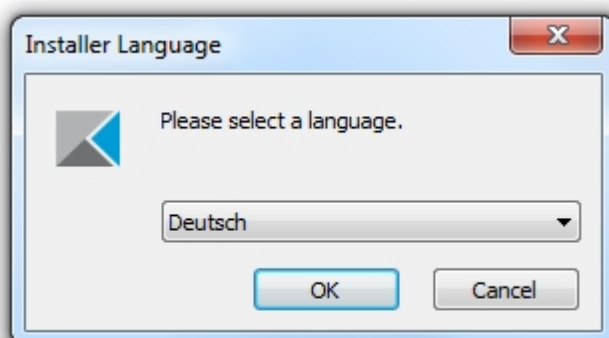 Installer Language
Please select a language.
Deutsch
OK
Cancel